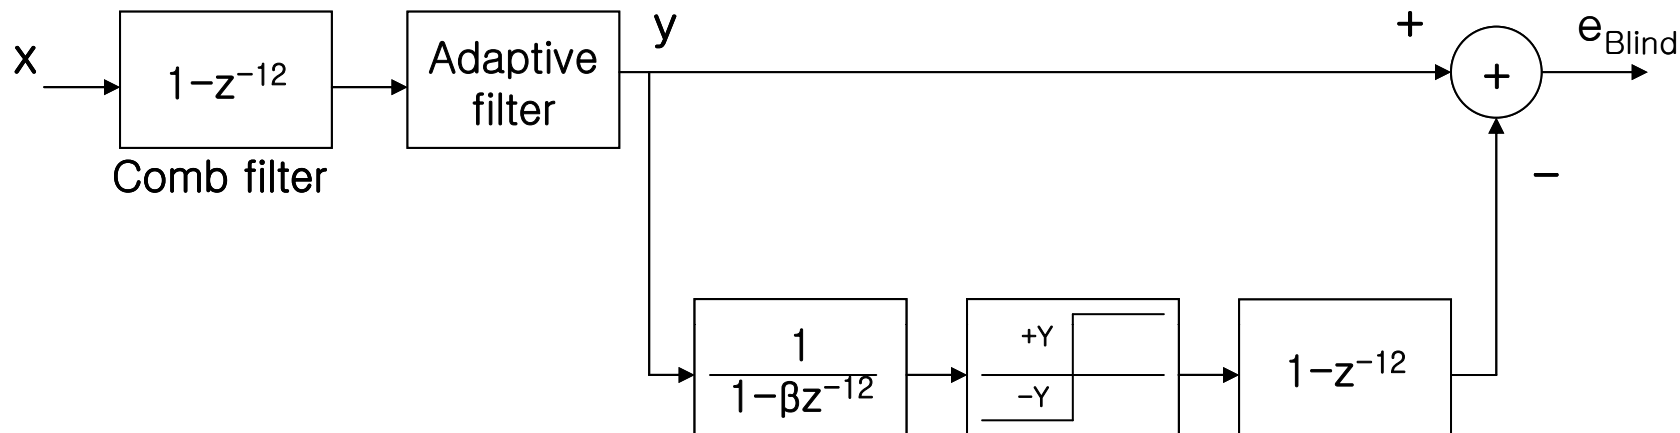 x
1−z⁻¹²
Comb filter
Adaptive
filter
y
+
+
e_Blind
−
1
1−βz⁻¹²
+Y
−Y
1−z⁻¹²